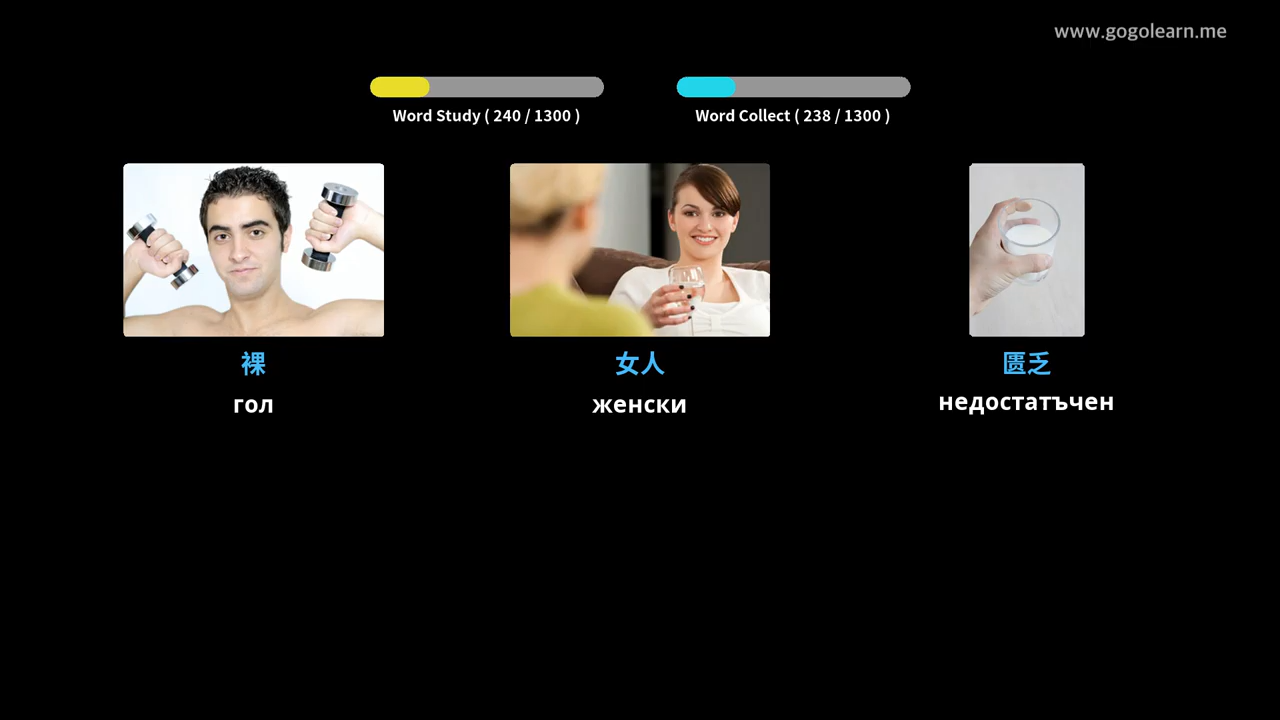 www.gogolearn.me
Word Study ( 240 / 1300 )
Word Collect ( 238 / 1300 )
裸
女人
匮乏
гол
женски
недостатъчен